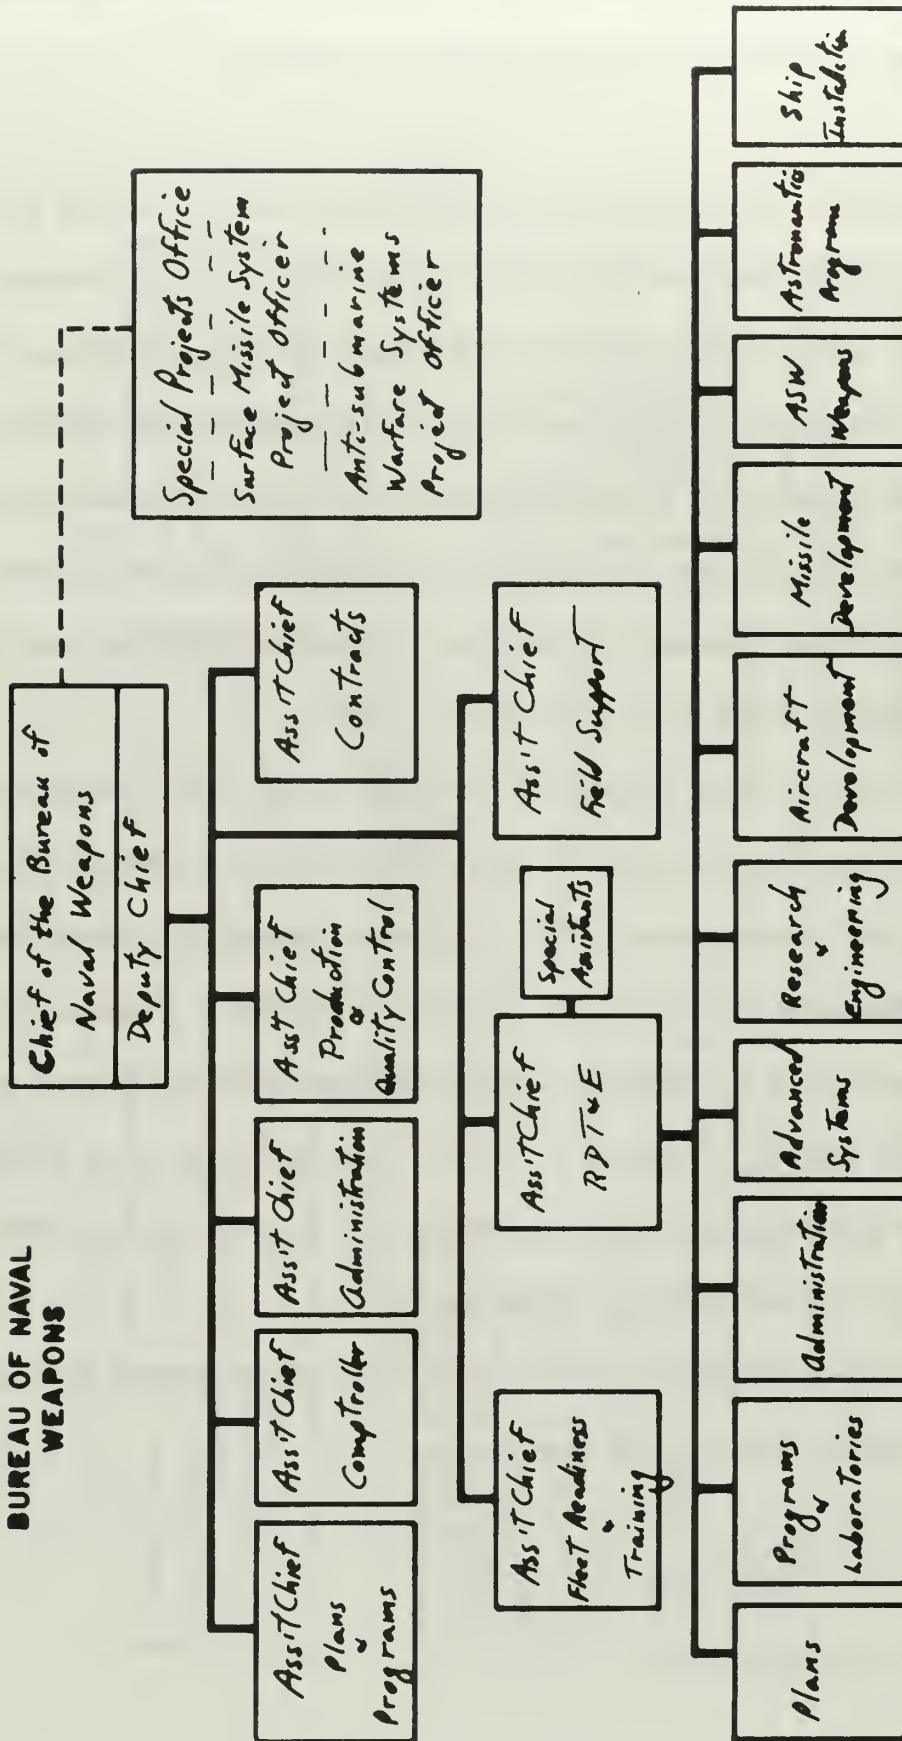 BUREAU OF NAVAL
WEAPONS
Chief of the Bureau of
Naval Weapons
Deputy Chief
Special Projects Office
Surface Missile System
Project Officer
Anti-submarine
Warfare Systems
Project Officer
Ass't Chief
Plans
&
Programs
Ass't Chief
Comptroller
Ass't Chief
Administration
Ass't Chief
Production
&
Quality Control
Ass't Chief
Contracts
Ass't Chief
Fleet Readiness
&
Training
Ass't Chief
RDT&E
Special
Assistants
Ass't Chief
Field Support
Plans
Programs
&
Laboratories
Administration
Advanced
Systems
Research
&
Engineering
Aircraft
Development
Missile
Development
ASW
Weapons
Astronautic
Programs
Ship
Installation